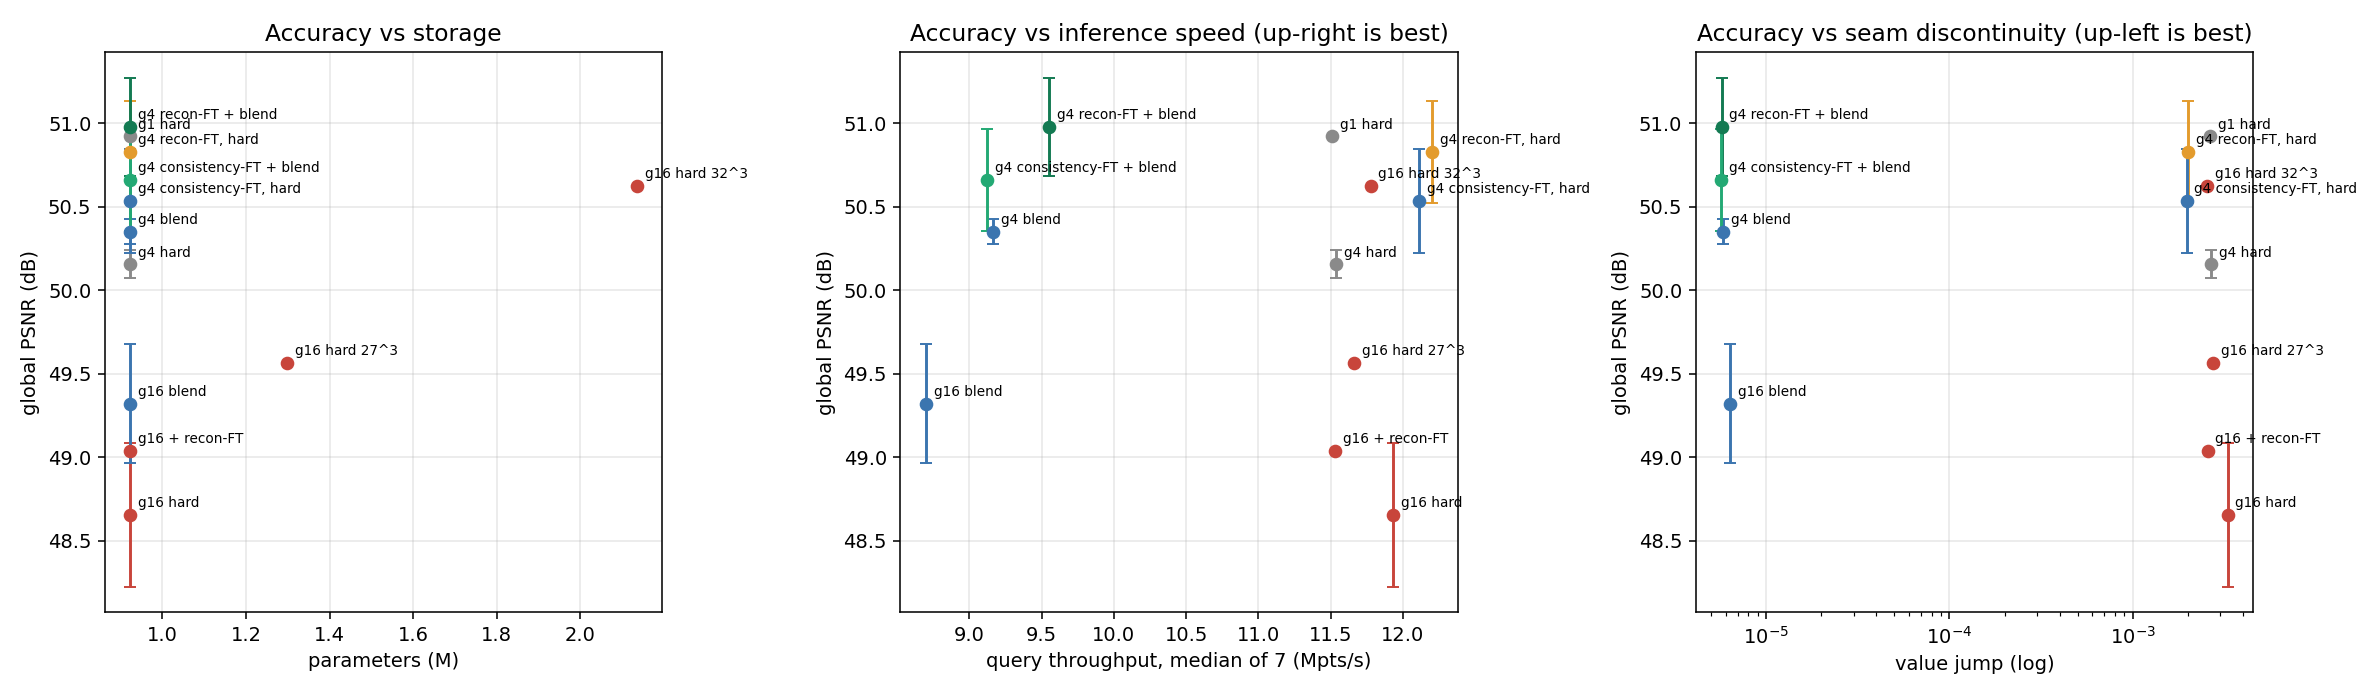 Accuracy vs storage
global PSNR (dB)
51.0
50.5
50.0
49.5
49.0
48.5
g4 recon-FT + blend
g1 hard
g4 recon-FT, hard
g4 consistency-FT + blend
g4 consistency-FT, hard
g4 blend
g4 hard
g16 hard 32^3
g16 hard 27^3
g16 blend
g16 + recon-FT
g16 hard
1.0 1.2 1.4 1.6 1.8 2.0
parameters (M)
Accuracy vs inference speed (up-right is best)
global PSNR (dB)
51.0
50.5
50.0
49.5
49.0
48.5
g4 recon-FT + blend
g1 hard
g4 recon-FT, hard
g4 consistency-FT + blend
g16 hard 32^3
g4 consistency-FT, hard
g4 blend
g4 hard
g16 hard 27^3
g16 blend
g16 + recon-FT
g16 hard
9.0 9.5 10.0 10.5 11.0 11.5 12.0
query throughput, median of 7 (Mpts/s)
Accuracy vs seam discontinuity (up-left is best)
global PSNR (dB)
51.0
50.5
50.0
49.5
49.0
48.5
g4 recon-FT + blend
g1 hard
g4 recon-FT, hard
g4 consistency-FT + blend
g16 hard 32^3
g4 consistency-FT, hard
g4 blend
g4 hard
g16 hard 27^3
g16 blend
g16 + recon-FT
g16 hard
10⁻⁵ 10⁻⁴ 10⁻³
value jump (log)